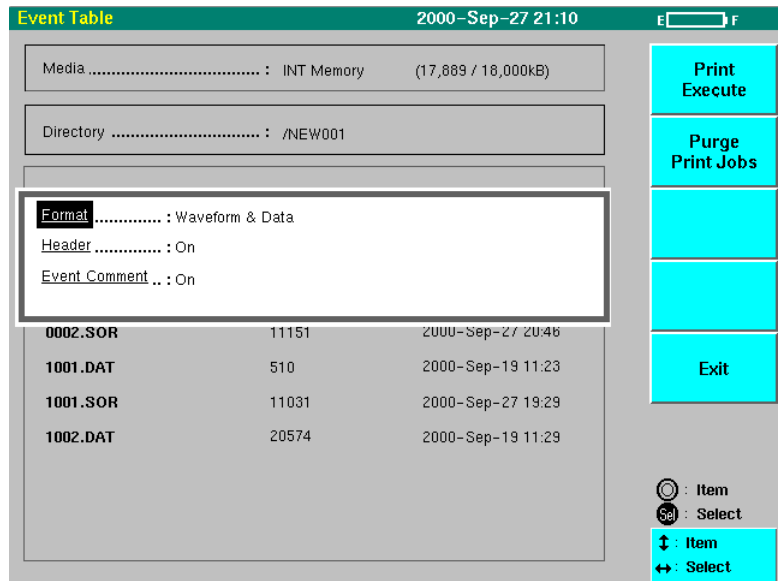 Event Table 2000-Sep-27 21:10 E F
Media .................................. : INT Memory (17,889 / 18,000kB)
Directory .............................. : /NEW001
Format ............. : Waveform & Data
Header ............. : On
Event Comment .. : On
0002.SOR 11151 2000-Sep-27 20:46
1001.DAT 510 2000-Sep-19 11:23
1001.SOR 11031 2000-Sep-27 19:29
1002.DAT 20574 2000-Sep-19 11:29
Print
Execute
Purge
Print Jobs
Exit
: Item
Sel : Select
↕ : Item
↔ : Select